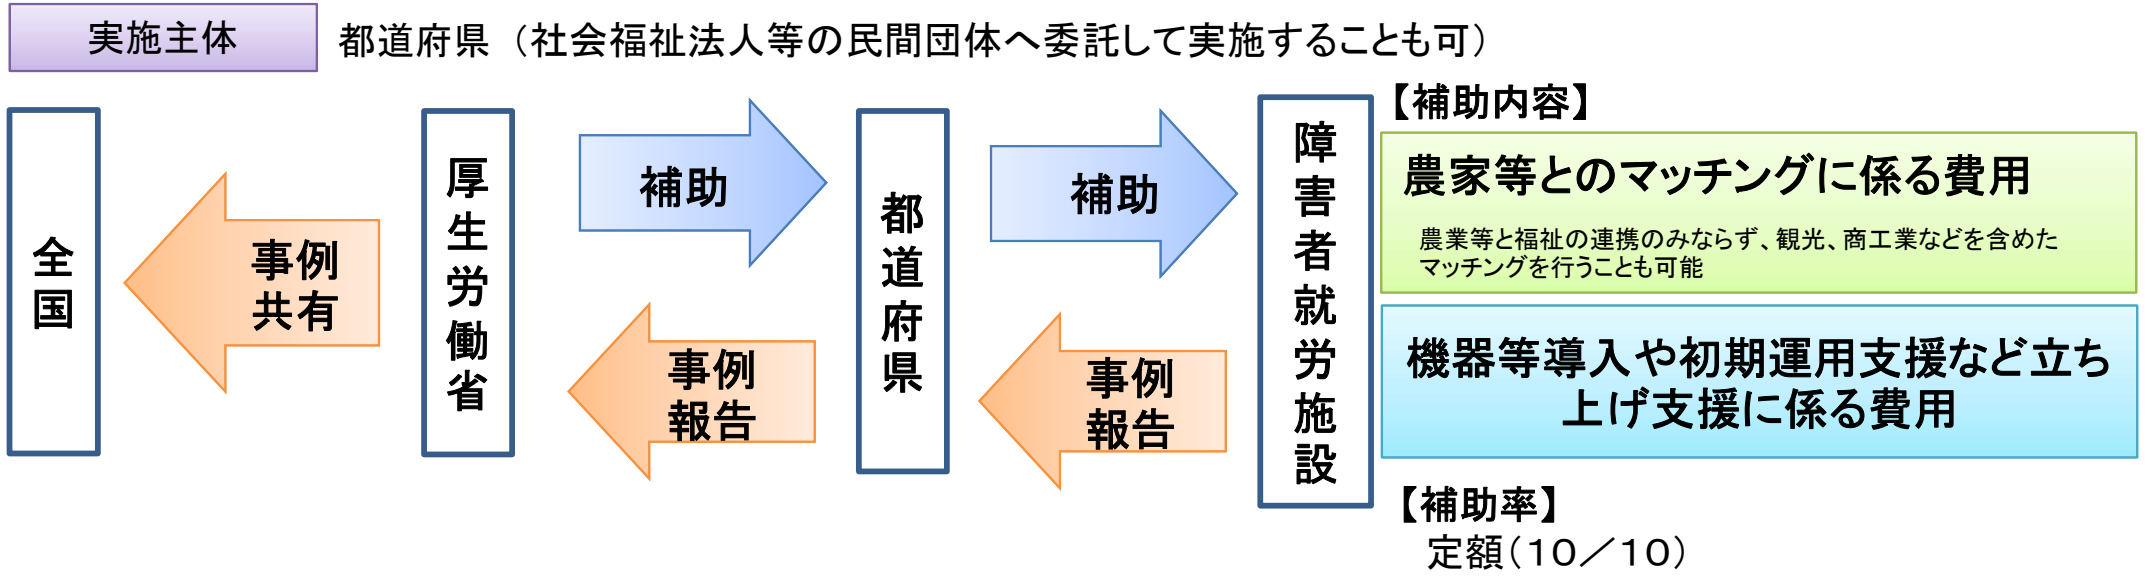 実施主体
都道府県（社会福祉法人等の民間団体へ委託して実施することも可）
全国
事例
共有
厚生労働省
補助
事例
報告
都道府県
補助
事例
報告
障害者就労施設
【補助内容】
農家等とのマッチングに係る費用
農業等と福祉の連携のみならず、観光、商工業などを含めた
マッチングを行うことも可能
機器等導入や初期運用支援など立ち
上げ支援に係る費用
【補助率】
定額（１０／１０）